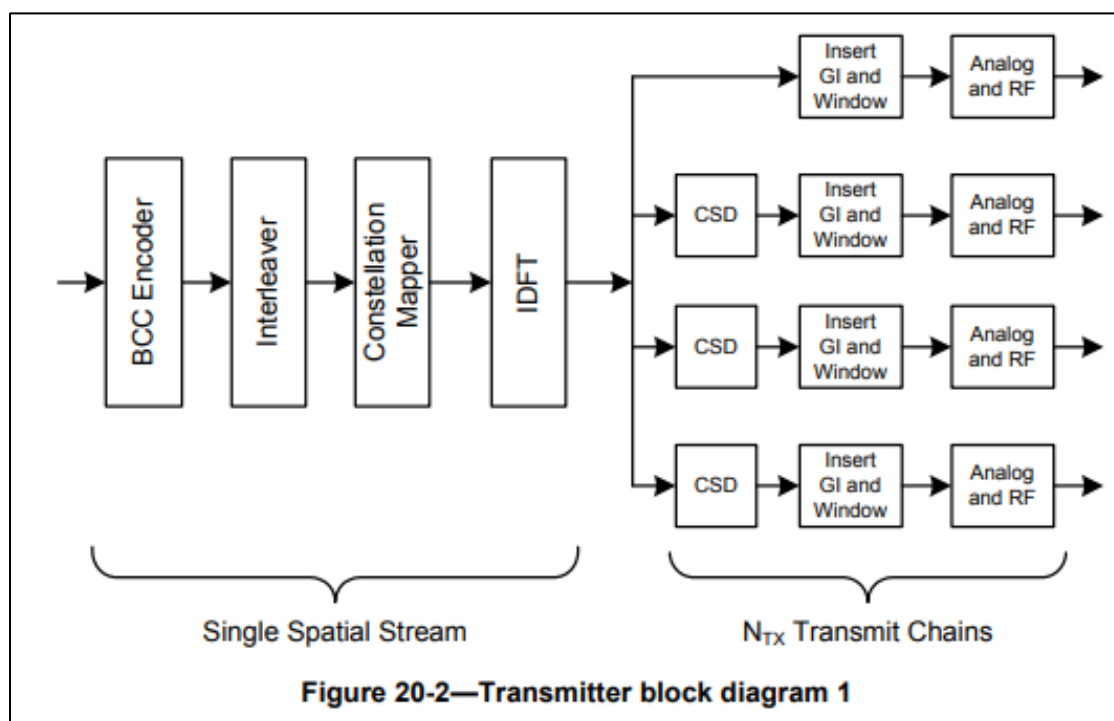 Insert
GI and
Window
Analog
and RF
BCC Encoder
Interleaver
Constellation
Mapper
IDFT
CSD
Insert
GI and
Window
Analog
and RF
CSD
Insert
GI and
Window
Analog
and RF
CSD
Insert
GI and
Window
Analog
and RF
Single Spatial Stream
N_TX Transmit Chains
Figure 20-2—Transmitter block diagram 1